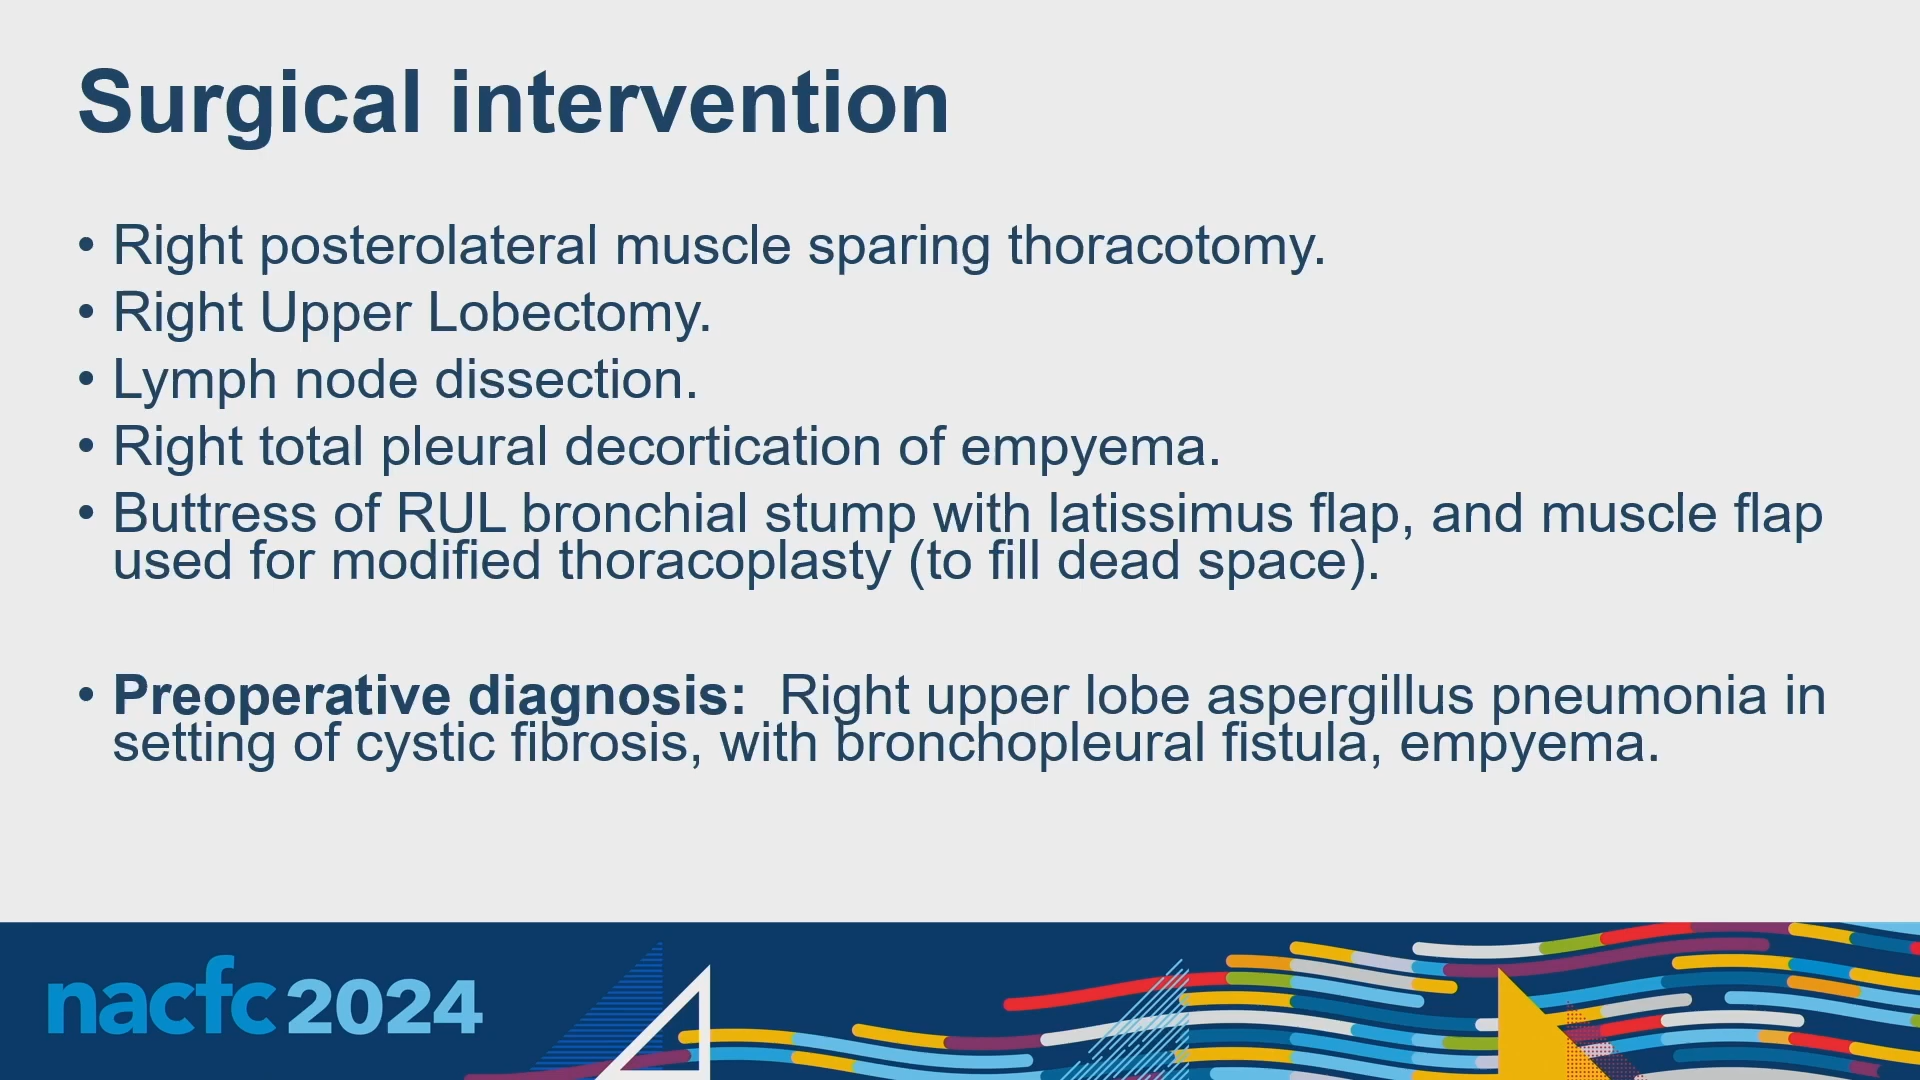 Surgical intervention
• Right posterolateral muscle sparing thoracotomy.
• Right Upper Lobectomy.
• Lymph node dissection.
• Right total pleural decortication of empyema.
• Buttress of RUL bronchial stump with latissimus flap, and muscle flap
used for modified thoracoplasty (to fill dead space).
• Preoperative diagnosis:  Right upper lobe aspergillus pneumonia in
setting of cystic fibrosis, with bronchopleural fistula, empyema.
nacfc 2024